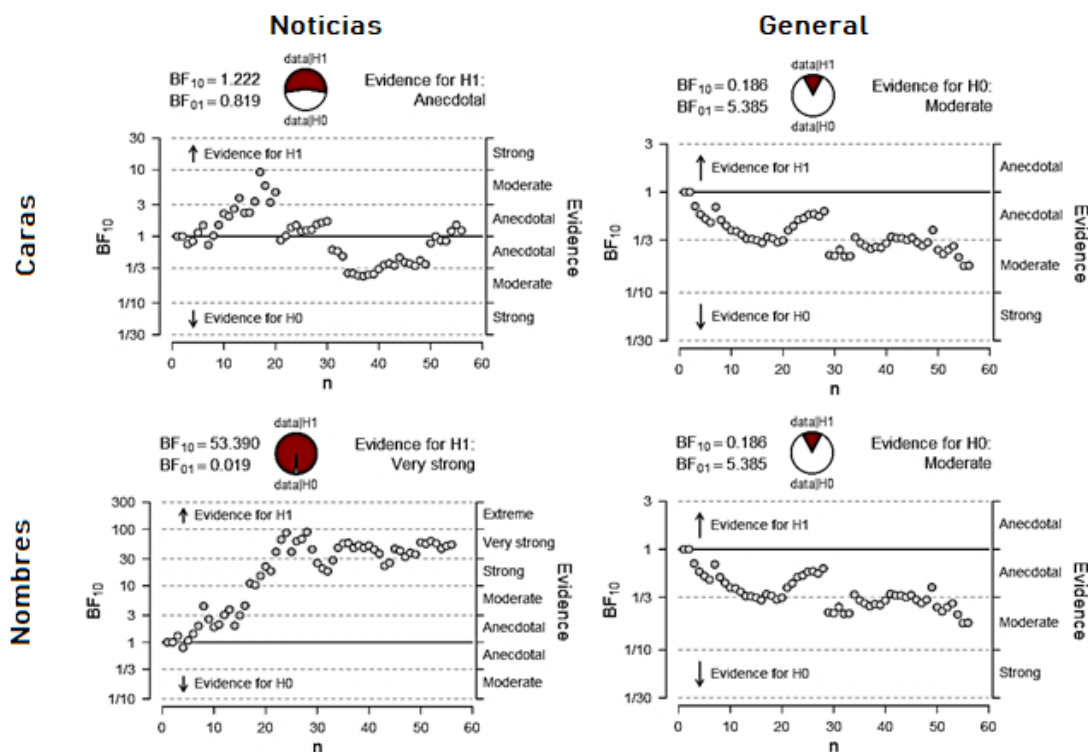 Noticias
General
Caras
data|H1
BF10 = 1.222
BF01 = 0.819
data|H0
Evidence for H1:
Anecdotal
30
10
3
1
1/3
1/10
1/30
BF10
Evidence for H1
Evidence for H0
Strong
Moderate
Anecdotal
Anecdotal
Moderate
Strong
Evidence
0 10 20 30 40 50 60
n
data|H1
BF10 = 0.186
BF01 = 5.385
data|H0
Evidence for H0:
Moderate
3
1
1/3
1/10
1/30
BF10
Evidence for H1
Evidence for H0
Anecdotal
Anecdotal
Moderate
Strong
Evidence
0 10 20 30 40 50 60
n
Nombres
data|H1
BF10 = 53.390
BF01 = 0.019
data|H0
Evidence for H1:
Very strong
300
100
30
10
3
1
1/3
1/10
BF10
Evidence for H1
Evidence for H0
Extreme
Very strong
Strong
Moderate
Anecdotal
Anecdotal
Moderate
Evidence
0 10 20 30 40 50 60
n
data|H1
BF10 = 0.186
BF01 = 5.385
data|H0
Evidence for H0:
Moderate
3
1
1/3
1/10
1/30
BF10
Evidence for H1
Evidence for H0
Anecdotal
Anecdotal
Moderate
Strong
Evidence
0 10 20 30 40 50 60
n